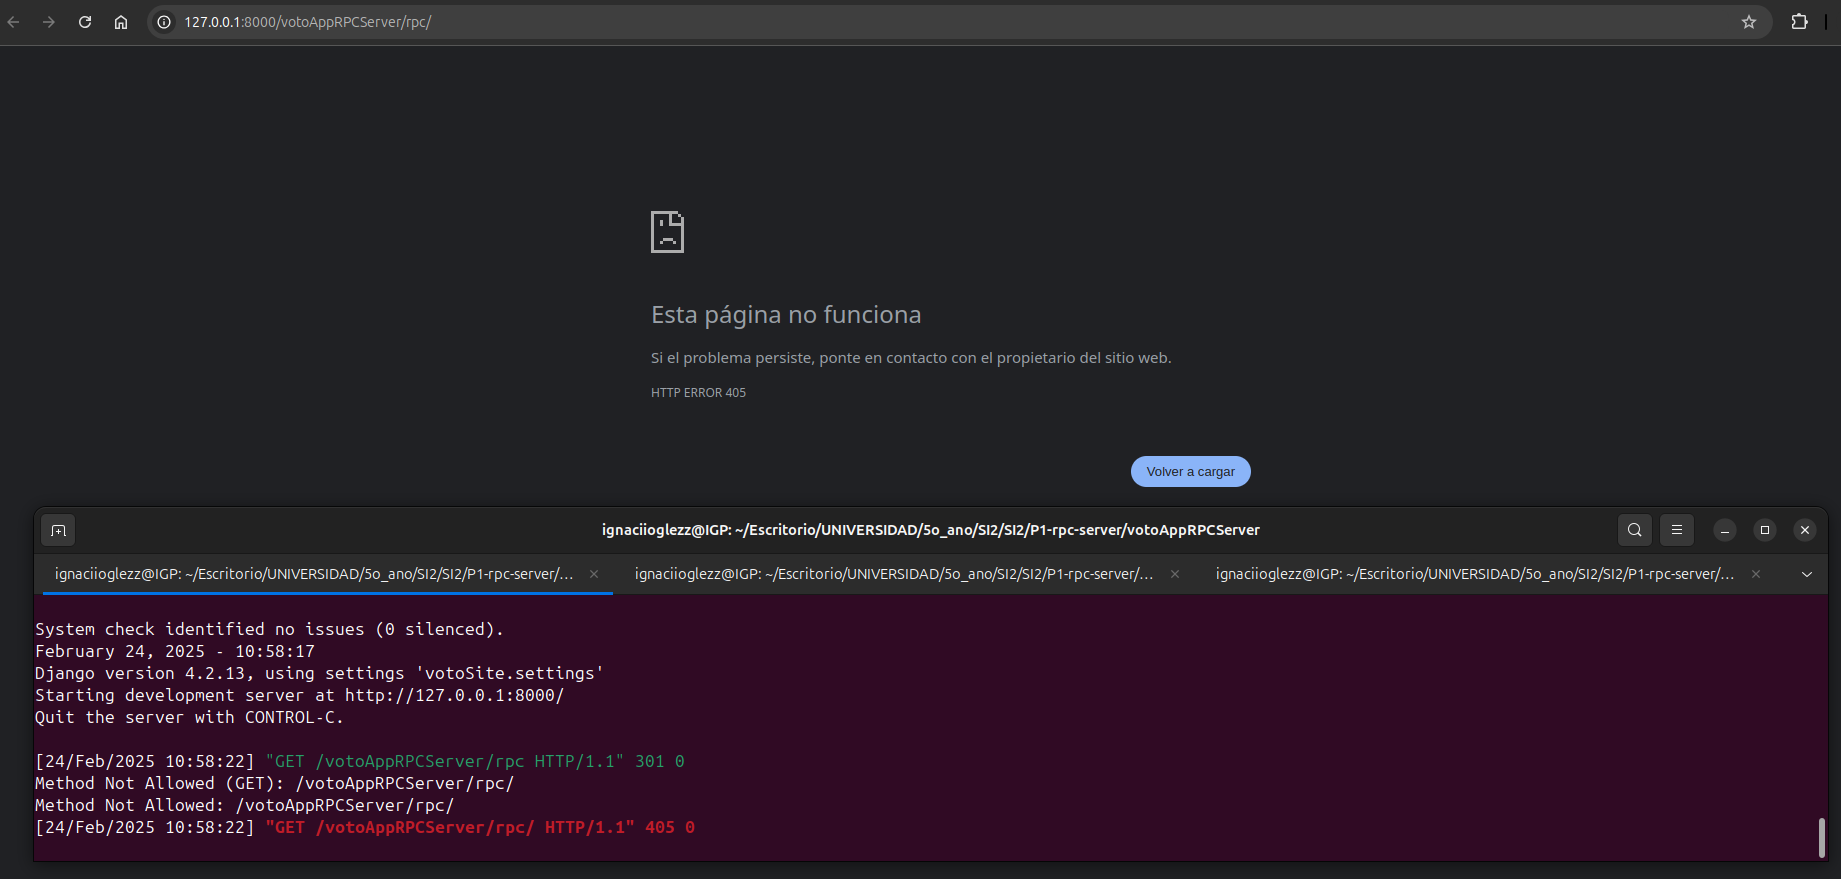 127.0.0.1:8000/votoAppRPCServer/rpc/
Esta página no funciona
Si el problema persiste, ponte en contacto con el propietario del sitio web.
HTTP ERROR 405
Volver a cargar
ignaciioglezz@IGP: ~/Escritorio/UNIVERSIDAD/5o_ano/SI2/SI2/P1-rpc-server/votoAppRPCServer
ignaciioglezz@IGP: ~/Escritorio/UNIVERSIDAD/5o_ano/SI2/SI2/P1-rpc-server/...
ignaciioglezz@IGP: ~/Escritorio/UNIVERSIDAD/5o_ano/SI2/SI2/P1-rpc-server/...
ignaciioglezz@IGP: ~/Escritorio/UNIVERSIDAD/5o_ano/SI2/SI2/P1-rpc-server/...
System check identified no issues (0 silenced).
February 24, 2025 - 10:58:17
Django version 4.2.13, using settings 'votoSite.settings'
Starting development server at http://127.0.0.1:8000/
Quit the server with CONTROL-C.
[24/Feb/2025 10:58:22] "GET /votoAppRPCServer/rpc HTTP/1.1" 301 0
Method Not Allowed (GET): /votoAppRPCServer/rpc/
Method Not Allowed: /votoAppRPCServer/rpc/
[24/Feb/2025 10:58:22] "GET /votoAppRPCServer/rpc/ HTTP/1.1" 405 0